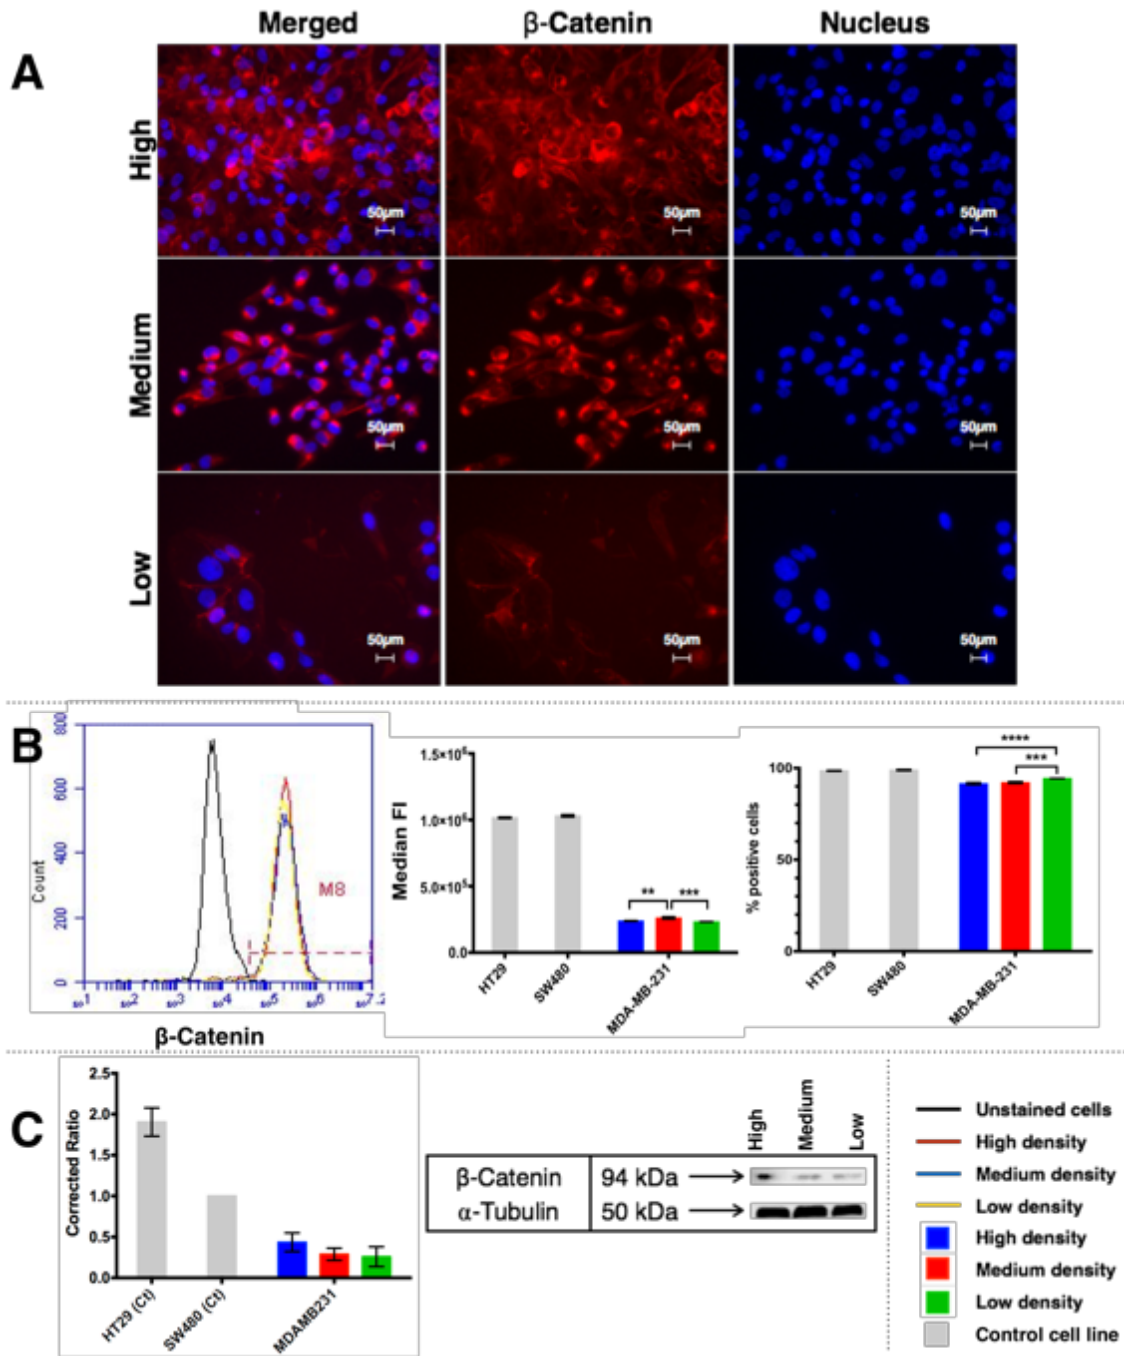 Merged β-Catenin Nucleus
A
High
50µm 50µm 50µm
Medium
50µm 50µm 50µm
Low
50µm 50µm 50µm
B
800
600
400
200
0
Count
M8
β-Catenin
1.5×10⁶
1.0×10⁶
5.0×10⁵
0.0
Median FI
** ***
HT29 SW480 MDA-MB-231
100
50
0
% positive cells
****
***
HT29 SW480 MDA-MB-231
C
2.5
2.0
1.5
1.0
0.5
0.0
Corrected Ratio
HT29 (Ct) SW480 (Ct) MDAMB231
High Medium Low
β-Catenin 94 kDa
α-Tubulin 50 kDa
Unstained cells
High density
Medium density
Low density
High density
Medium density
Low density
Control cell line